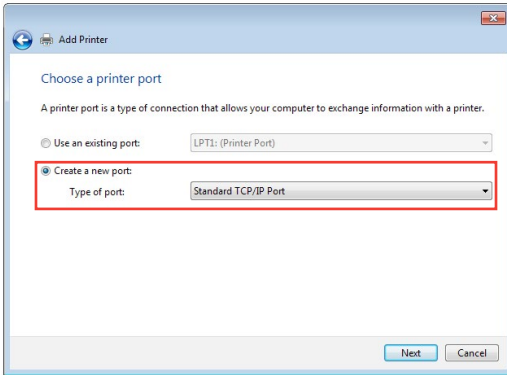 Add Printer
Choose a printer port
A printer port is a type of connection that allows your computer to exchange information with a printer.
Use an existing port: LPT1: (Printer Port)
Create a new port:
Type of port: Standard TCP/IP Port
Next Cancel